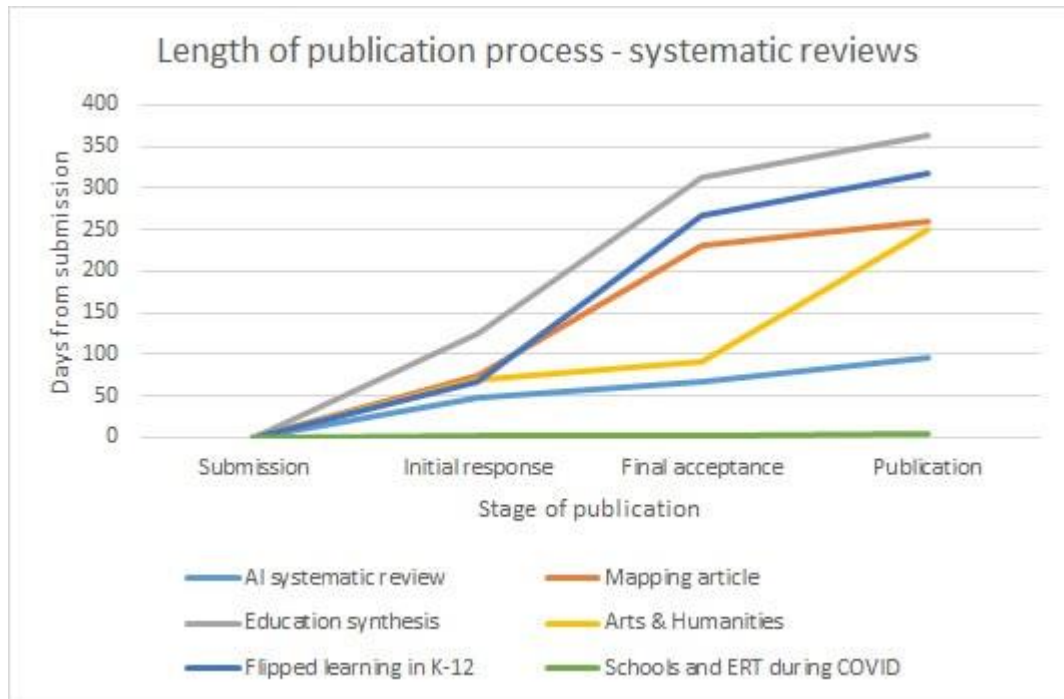 Length of publication process - systematic reviews
400
350
300
250
200
150
100
50
0
Days from submission
Submission
Initial response
Final acceptance
Publication
Stage of publication
AI systematic review
Mapping article
Education synthesis
Arts & Humanities
Flipped learning in K-12
Schools and ERT during COVID